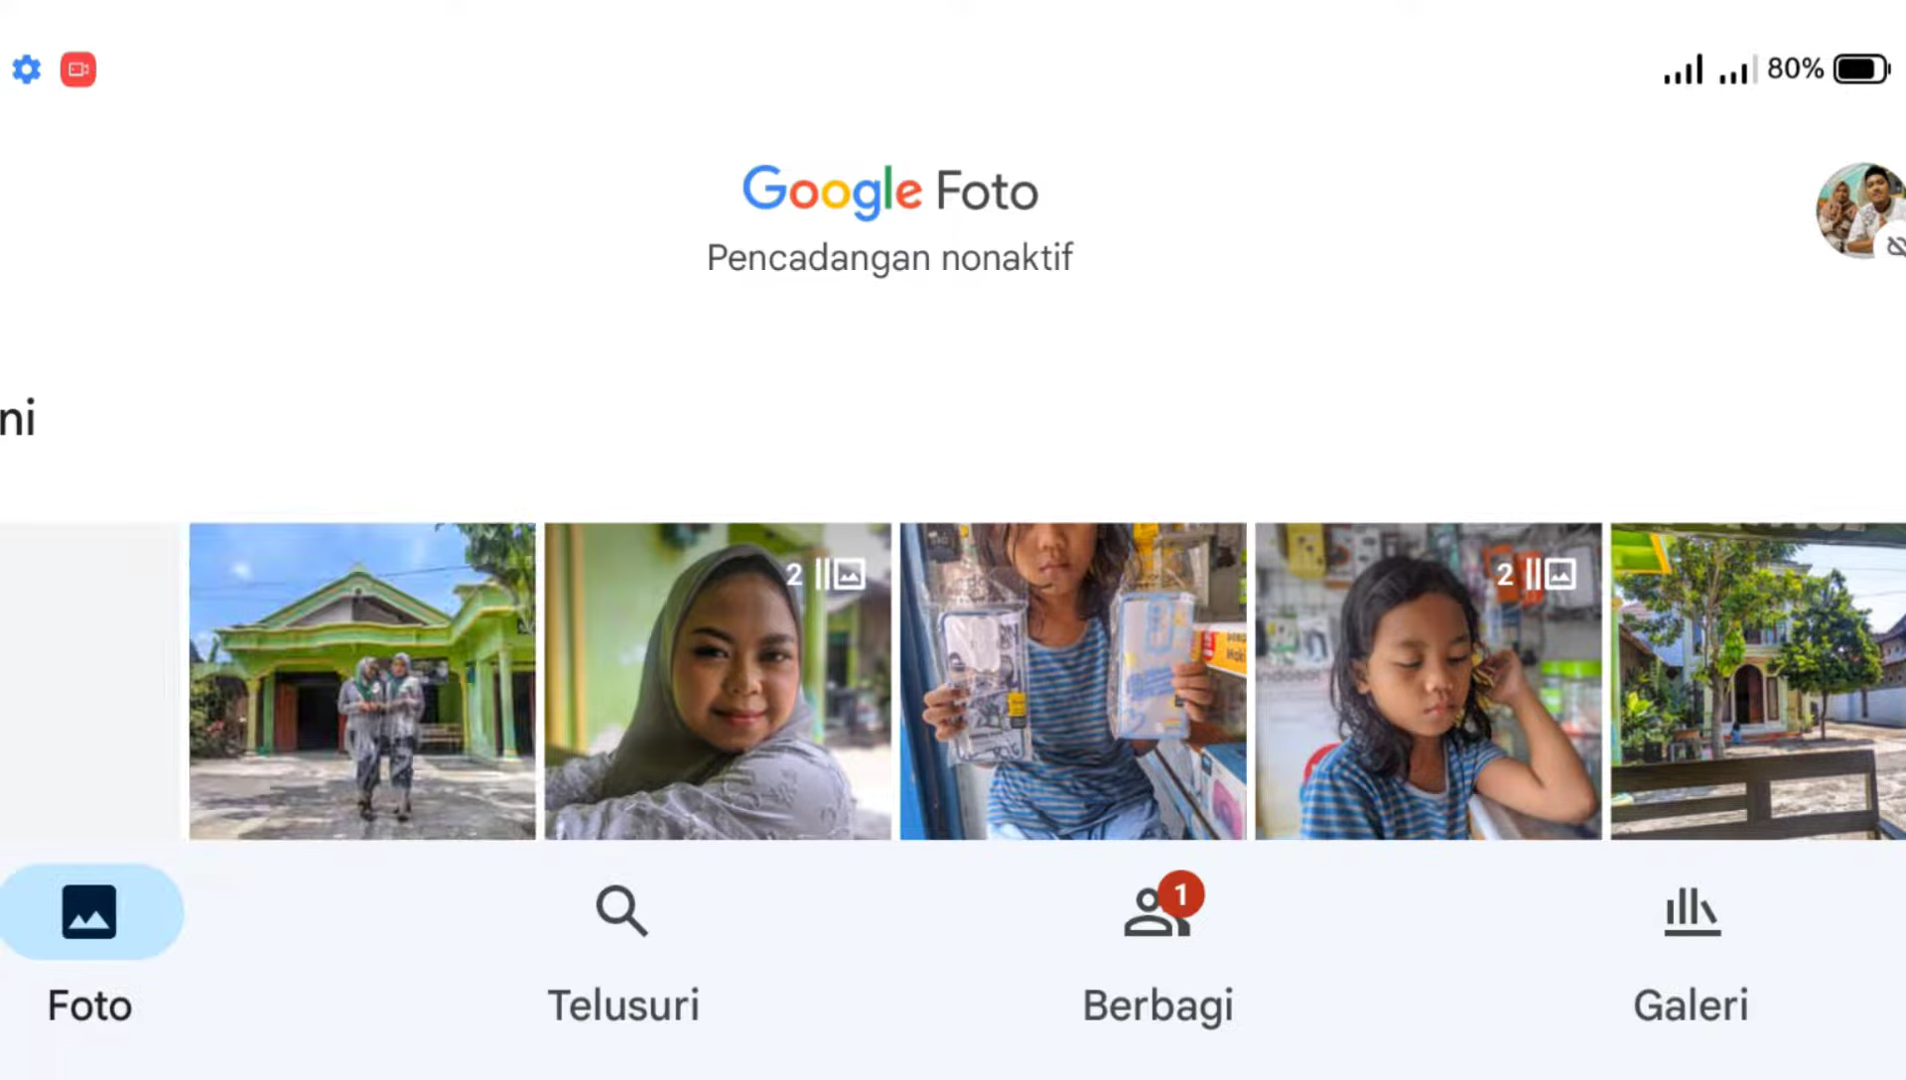 80%
Google Foto
Pencadangan nonaktif
ni
2
2
Foto
Telusuri
1
Berbagi
Galeri